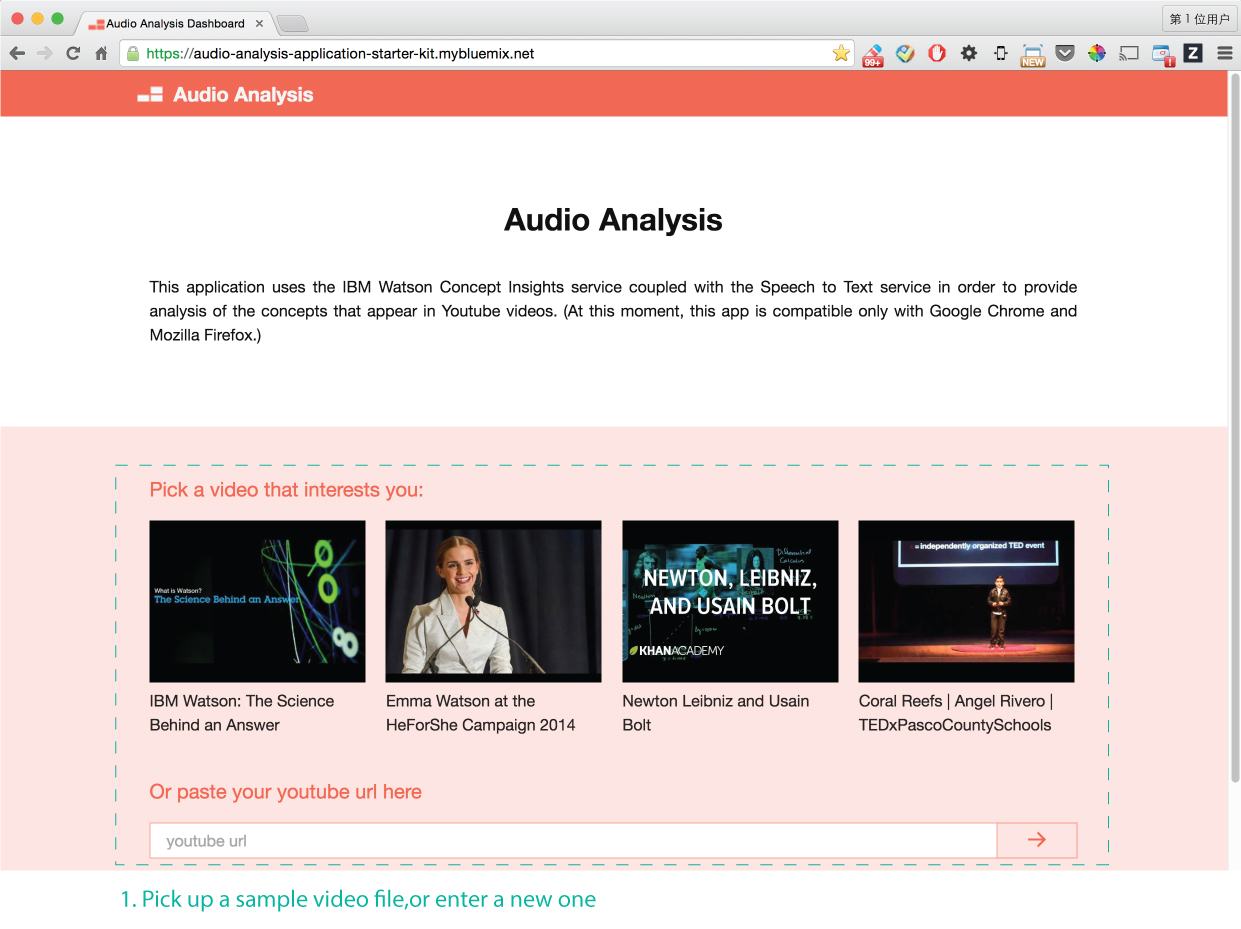 Audio Analysis Dashboard
第 1 位用户
https://audio-analysis-application-starter-kit.mybluemix.net
99+
NEW
Z
Audio Analysis
Audio Analysis
This application uses the IBM Watson Concept Insights service coupled with the Speech to Text service in order to provide
analysis of the concepts that appear in Youtube videos. (At this moment, this app is compatible only with Google Chrome and
Mozilla Firefox.)
Pick a video that interests you:
What is Watson?
The Science Behind an Answer
Differential
Calculus
NEWTON, LEIBNIZ,
Newton
AND USAIN BOLT
KHANACADEMY
= independently organized TED event
IBM Watson: The Science
Behind an Answer
Emma Watson at the
HeForShe Campaign 2014
Newton Leibniz and Usain
Bolt
Coral Reefs | Angel Rivero |
TEDxPascoCountySchools
Or paste your youtube url here
youtube url
1. Pick up a sample video file,or enter a new one